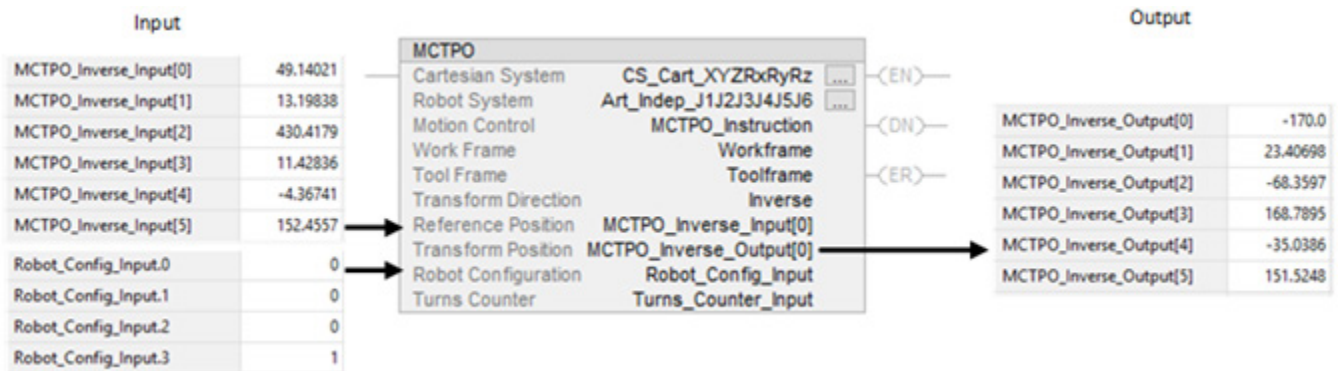 Input
MCTPO_Inverse_Input[0] 49.14021
MCTPO_Inverse_Input[1] 13.19838
MCTPO_Inverse_Input[2] 430.4179
MCTPO_Inverse_Input[3] 11.42836
MCTPO_Inverse_Input[4] -4.36741
MCTPO_Inverse_Input[5] 152.4557
Robot_Config_Input.0 0
Robot_Config_Input.1 0
Robot_Config_Input.2 0
Robot_Config_Input.3 1
MCTPO
Cartesian System CS_Cart_XYZRxRyRz ... (EN)
Robot System Art_Indep_J1J2J3J4J5J6 ...
Motion Control MCTPO_Instruction (DN)
Work Frame Workframe
Tool Frame Toolframe (ER)
Transform Direction Inverse
Reference Position MCTPO_Inverse_Input[0]
Transform Position MCTPO_Inverse_Output[0]
Robot Configuration Robot_Config_Input
Turns Counter Turns_Counter_Input
Output
MCTPO_Inverse_Output[0] -170.0
MCTPO_Inverse_Output[1] 23.40698
MCTPO_Inverse_Output[2] -68.3597
MCTPO_Inverse_Output[3] 168.7895
MCTPO_Inverse_Output[4] -35.0386
MCTPO_Inverse_Output[5] 151.5248